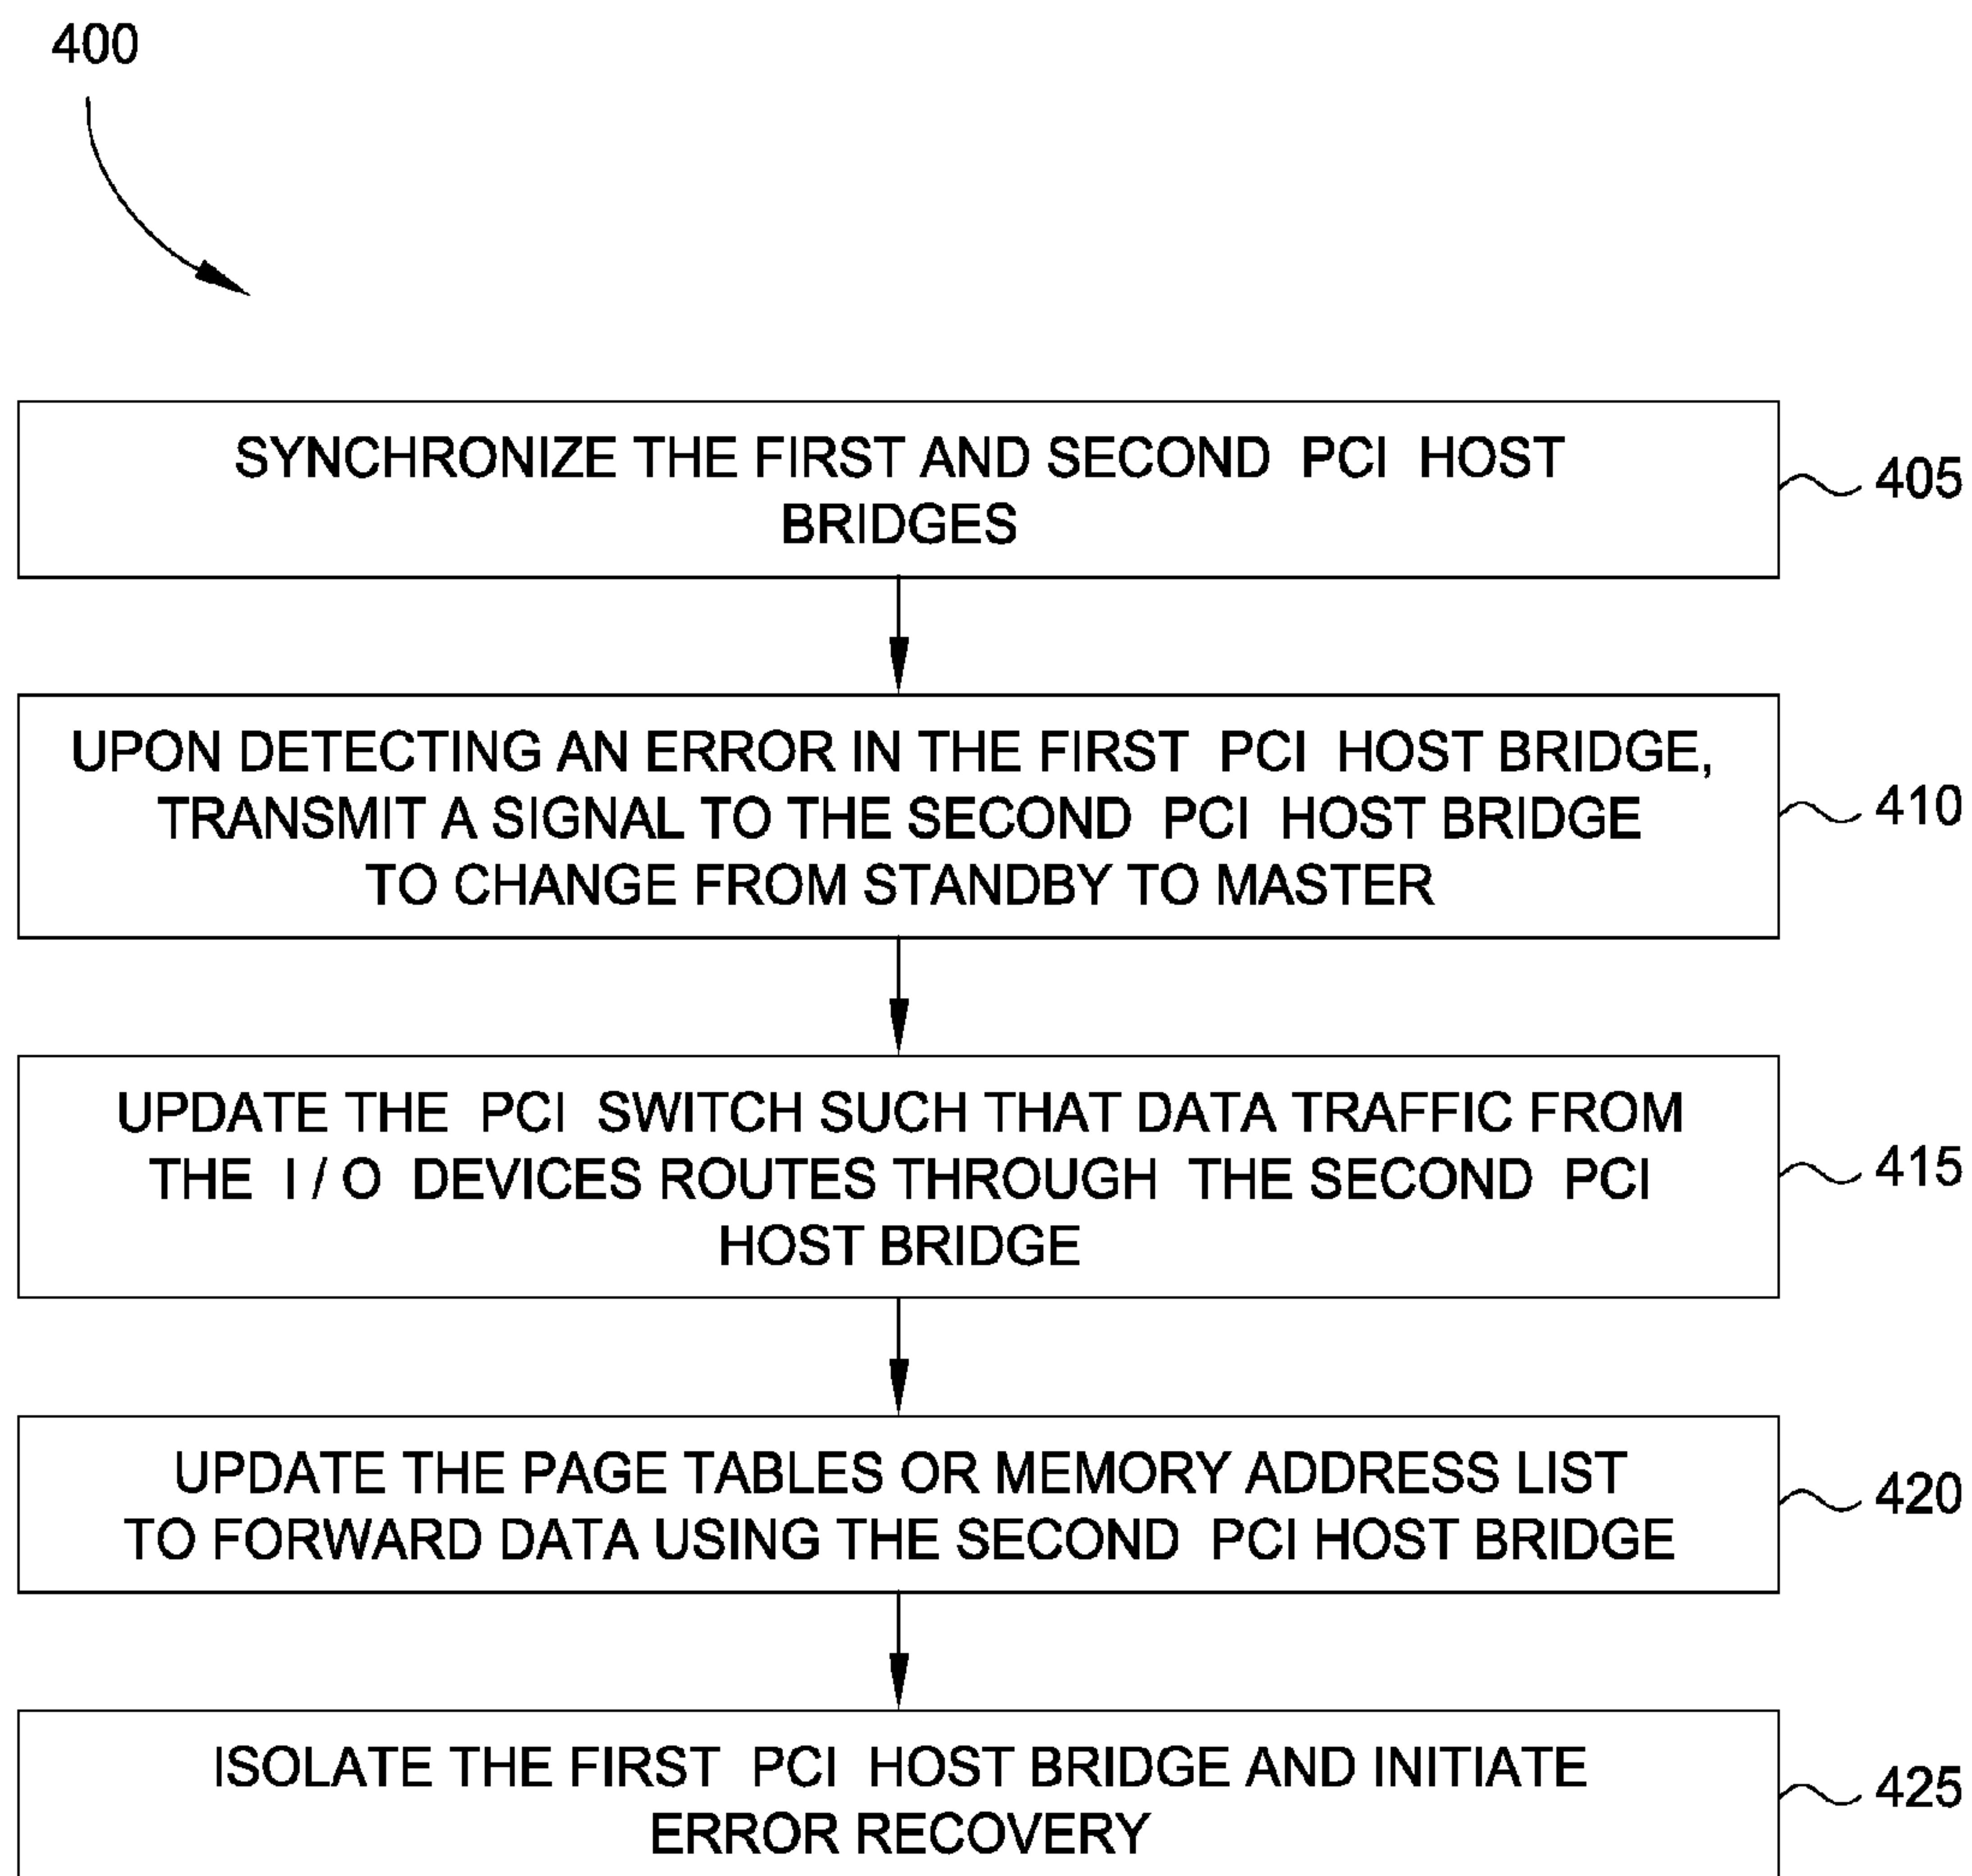 400
SYNCHRONIZE THE FIRST AND SECOND PCI HOST
BRIDGES
405
UPON DETECTING AN ERROR IN THE FIRST PCI HOST BRIDGE,
TRANSMIT A SIGNAL TO THE SECOND PCI HOST BRIDGE
TO CHANGE FROM STANDBY TO MASTER
410
UPDATE THE PCI SWITCH SUCH THAT DATA TRAFFIC FROM
THE I / O DEVICES ROUTES THROUGH THE SECOND PCI
HOST BRIDGE
415
UPDATE THE PAGE TABLES OR MEMORY ADDRESS LIST
TO FORWARD DATA USING THE SECOND PCI HOST BRIDGE
420
ISOLATE THE FIRST PCI HOST BRIDGE AND INITIATE
ERROR RECOVERY
425